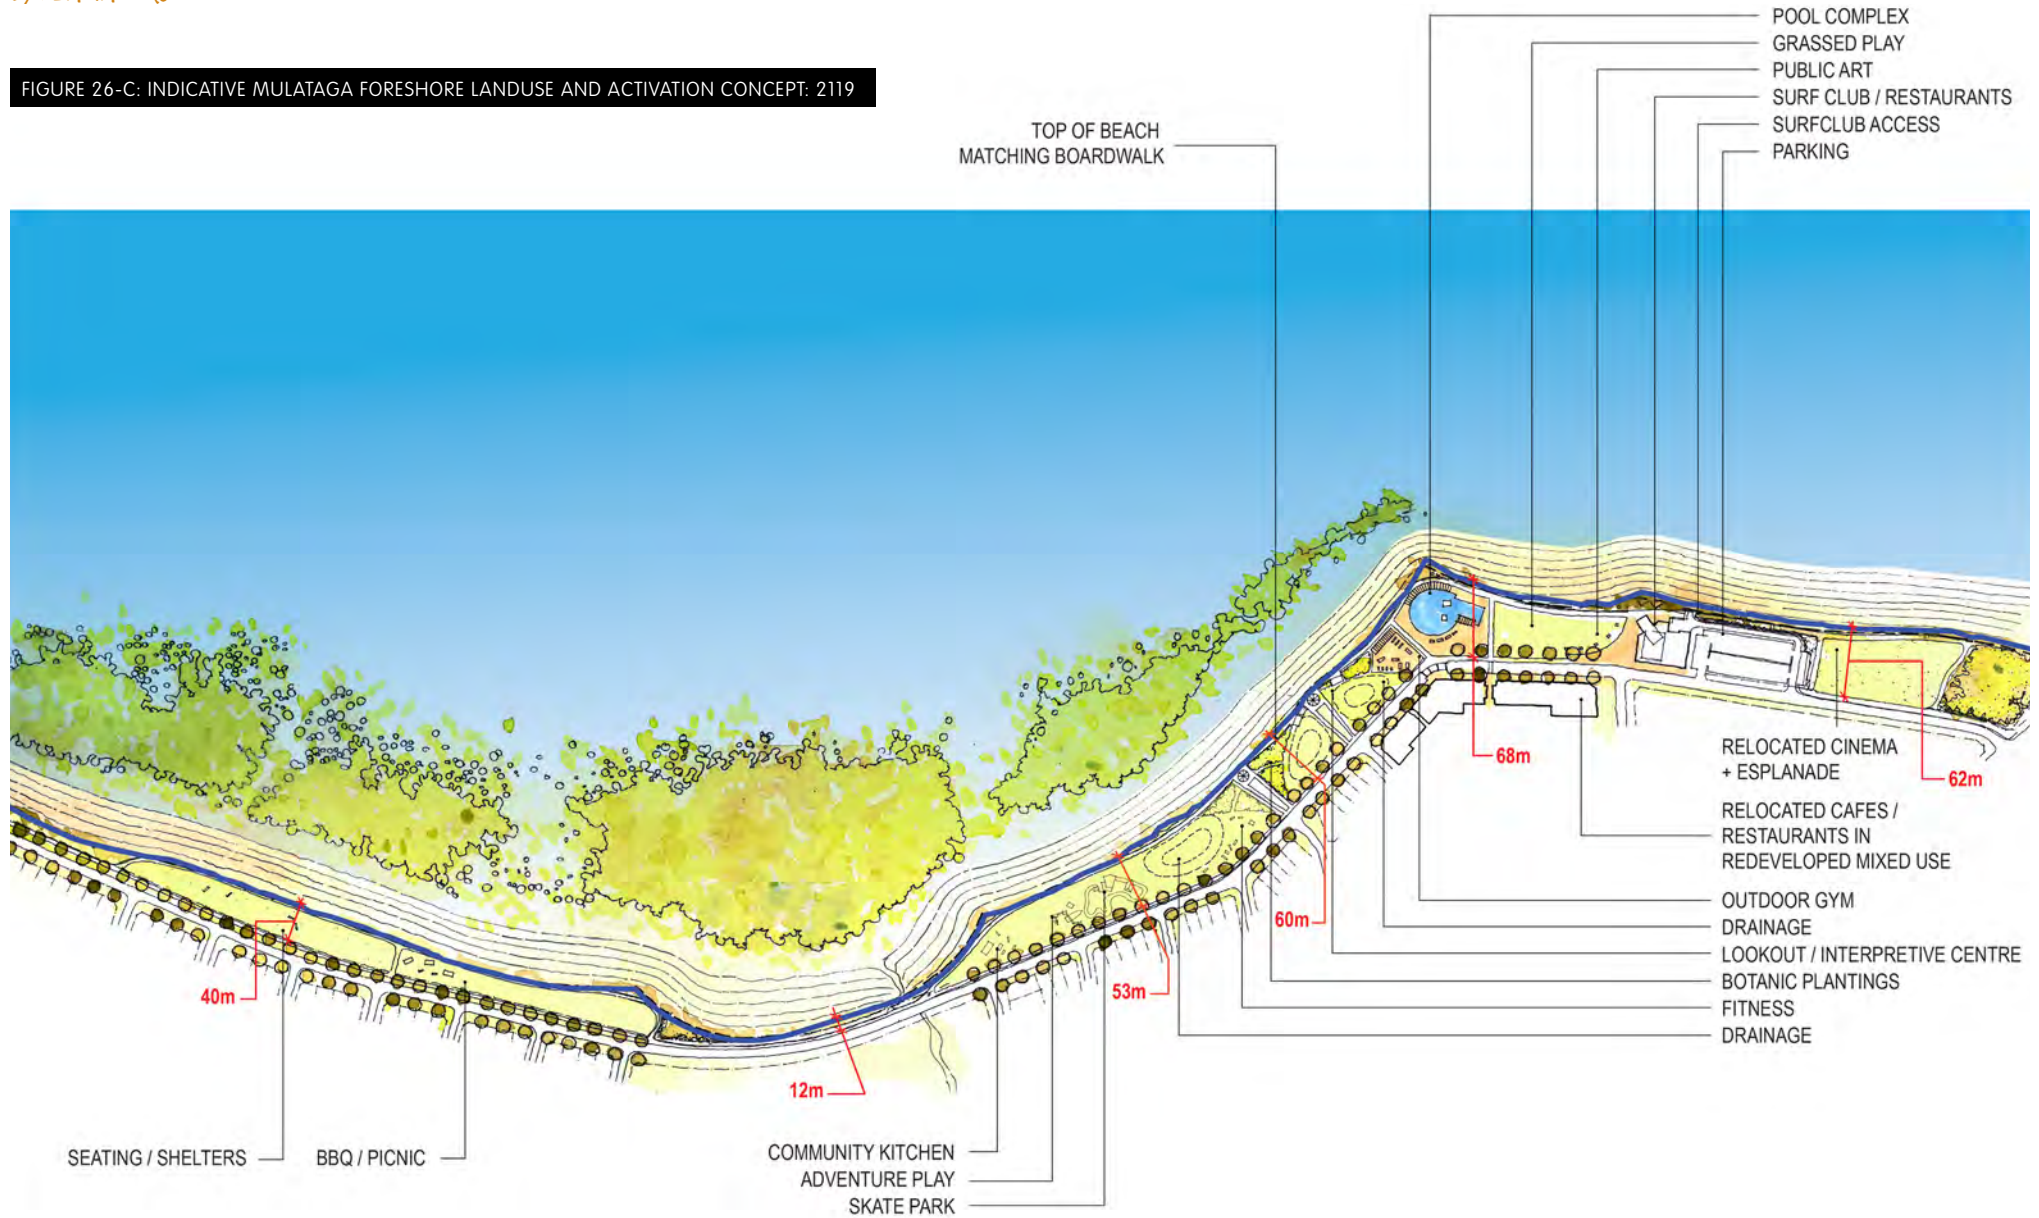 FIGURE 26-C: INDICATIVE MULATAGA FORESHORE LANDUSE AND ACTIVATION CONCEPT: 2119
POOL COMPLEX
GRASSED PLAY
PUBLIC ART
SURF CLUB / RESTAURANTS
SURFCLUB ACCESS
PARKING
TOP OF BEACH
MATCHING BOARDWALK
RELOCATED CINEMA
+ ESPLANADE
62m
68m
RELOCATED CAFES /
RESTAURANTS IN
REDEVELOPED MIXED USE
OUTDOOR GYM
DRAINAGE
LOOKOUT / INTERPRETIVE CENTRE
BOTANIC PLANTINGS
FITNESS
DRAINAGE
60m
53m
40m
12m
SEATING / SHELTERS
BBQ / PICNIC
COMMUNITY KITCHEN
ADVENTURE PLAY
SKATE PARK